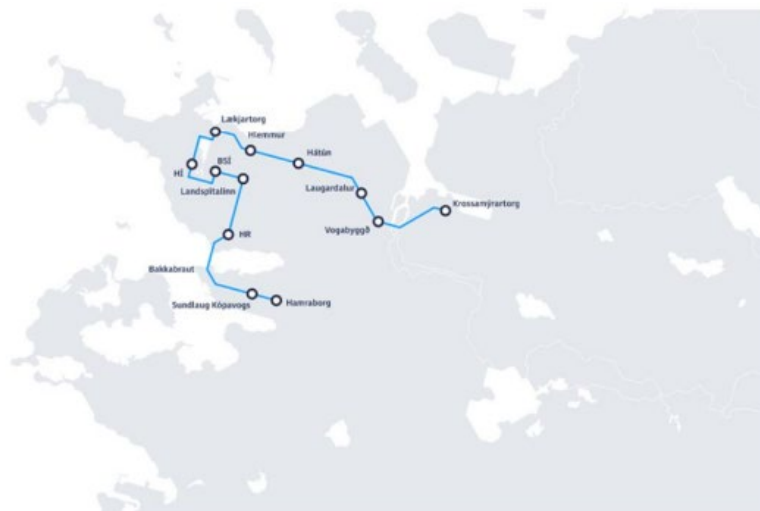 Lækjartorg
Hlemmur
BSÍ
Hátún
HÍ
Landspítalinn
Laugardalur
Krossamýrartorg
Vogabyggð
HR
Bakkabraut
Sundlaug Kópavogs
Hamraborg